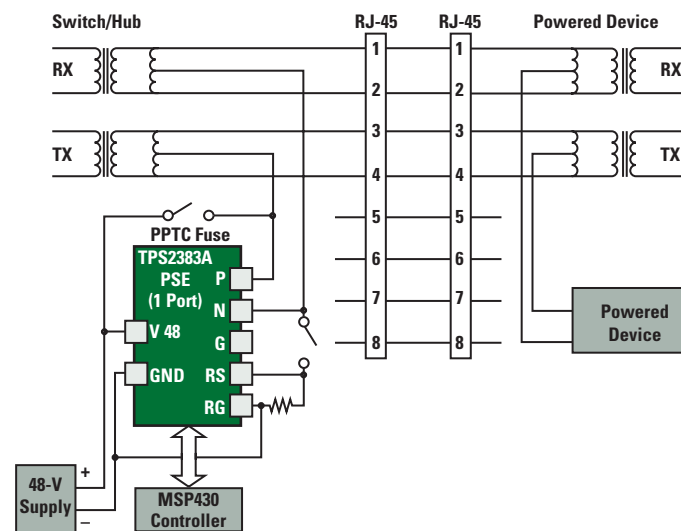 Switch/Hub
RJ-45
RJ-45
Powered Device
RX
1
1
RX
2
2
TX
3
3
TX
4
4
5
5
6
6
7
7
8
8
PPTC Fuse
TPS2383A
PSE
(1 Port)
P
N
V 48
G
GND
RS
RG
Powered
Device
48-V
Supply
+
–
MSP430
Controller